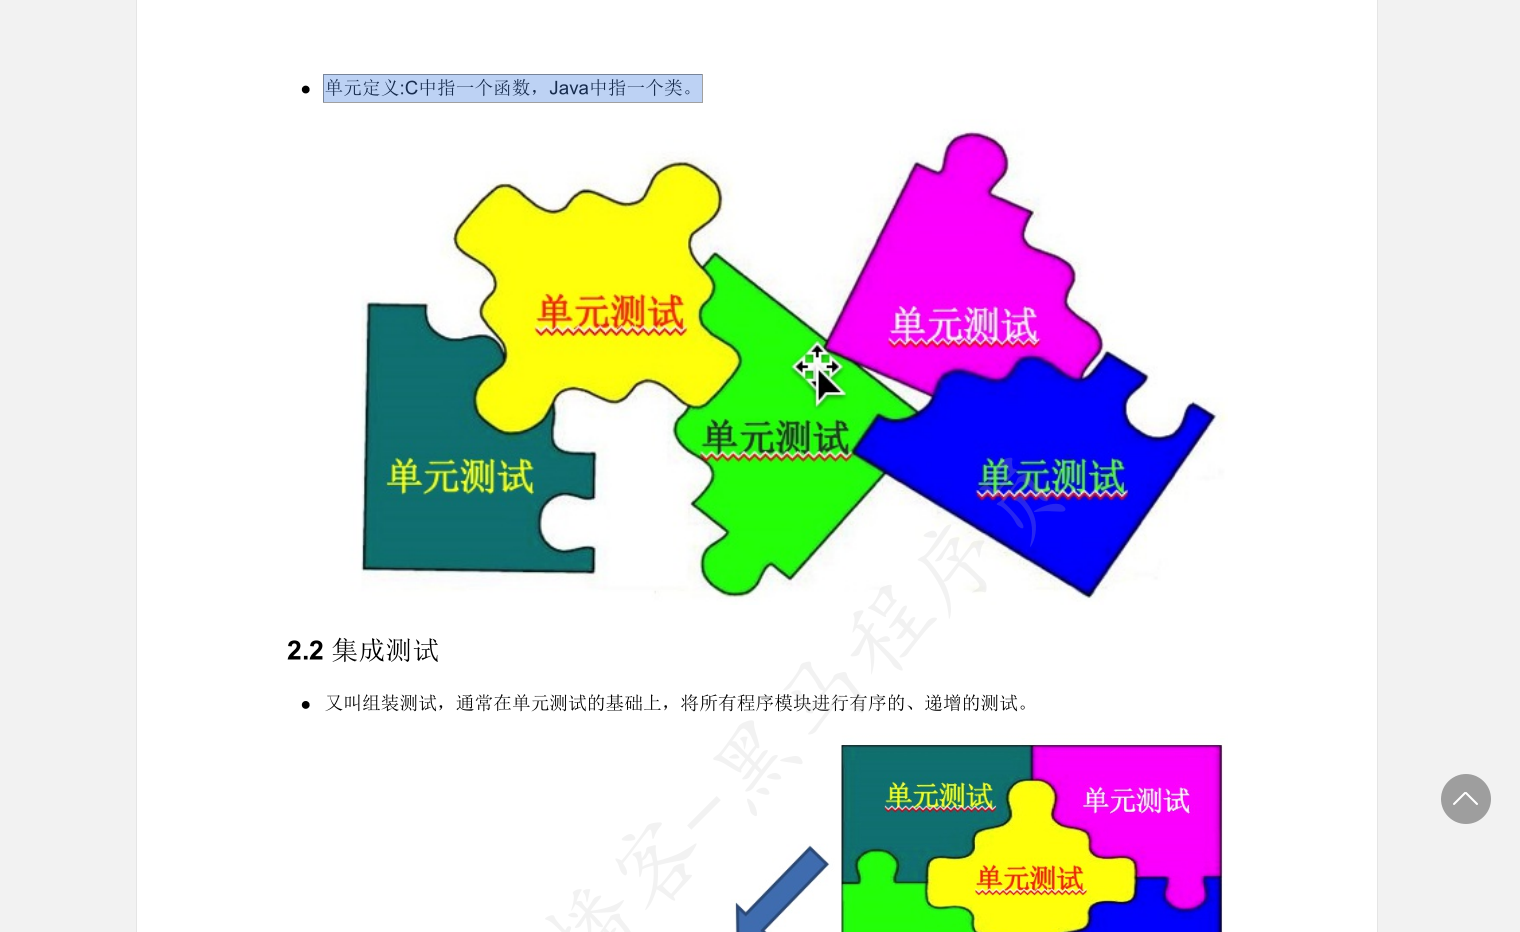 单元定义:C中指一个函数，Java中指一个类。
单元测试
单元测试
单元测试
单元测试
单元测试
2.2 集成测试
又叫组装测试，通常在单元测试的基础上，将所有程序模块进行有序的、递增的测试。
单元测试
单元测试
单元测试
播客—黑马程序员